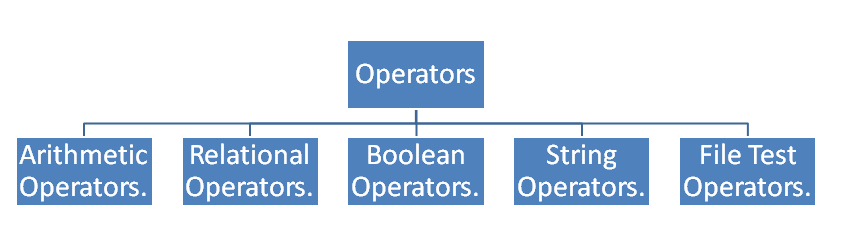 Operators
Arithmetic
Operators.
Relational
Operators.
Boolean
Operators.
String
Operators.
File Test
Operators.